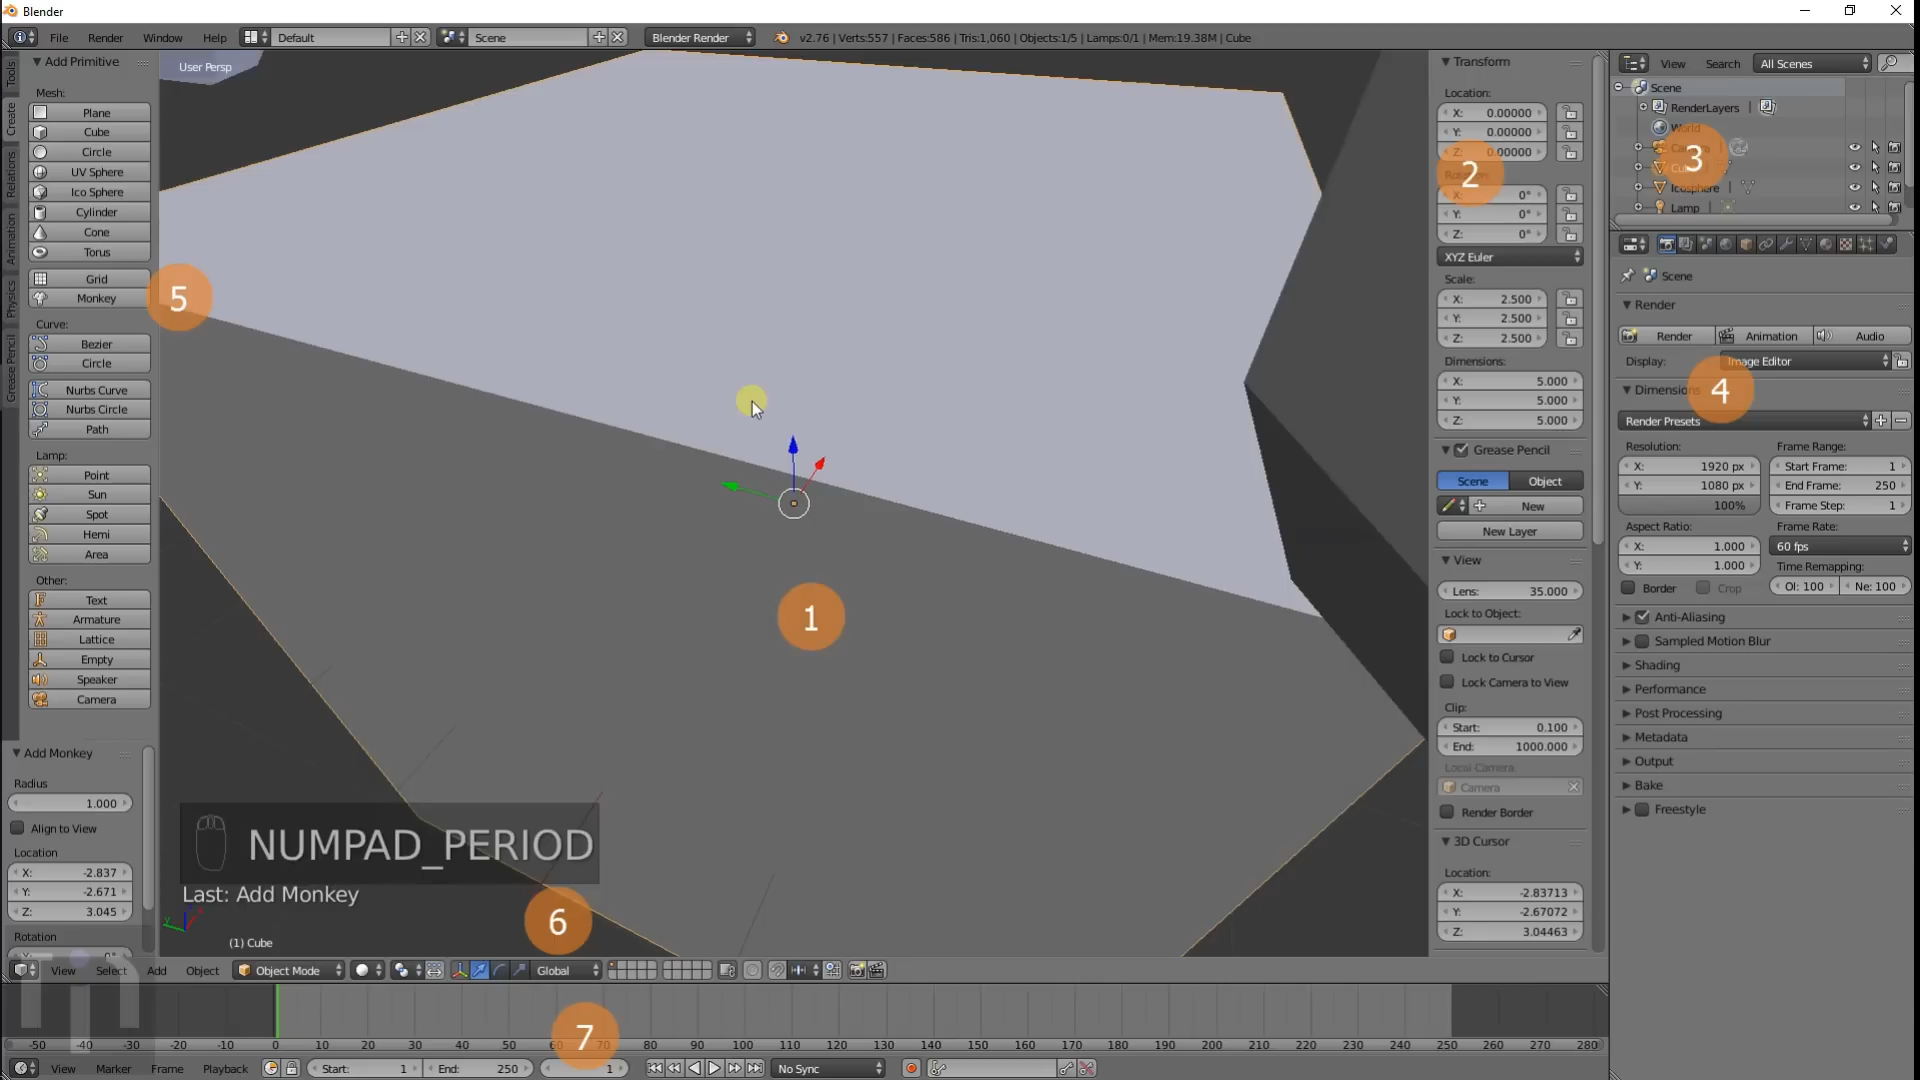 Blender
File Render Window Help Default Scene Blender Render v2.76 | Verts:557 | Faces:586 | Tris:1,060 | Objects:1/5 | Lamps:0/1 | Mem:19.38M | Cube
Tools
Create
Relations
Animation
Physics
Grease Pencil
Add Primitive
Mesh:
Plane
Cube
Circle
UV Sphere
Ico Sphere
Cylinder
Cone
Torus
Grid
Monkey
Curve:
Bezier
Circle
Nurbs Curve
Nurbs Circle
Path
Lamp:
Point
Sun
Spot
Hemi
Area
Other:
Text
Armature
Lattice
Empty
Speaker
Camera
Add Monkey
Radius
1.000
Align to View
Location
X: -2.837
Y: -2.671
Z: 3.045
Rotation
User Persp
5
1
NUMPAD_PERIOD
Last: Add Monkey
6
(1) Cube
View Select Add Object Object Mode Global
Transform
Location:
X: 0.00000
Y: 0.00000
Z: 0.00000
2
X: 0°
Y: 0°
Z: 0°
XYZ Euler
Scale:
X: 2.500
Y: 2.500
Z: 2.500
Dimensions:
X: 5.000
Y: 5.000
Z: 5.000
Grease Pencil
Scene Object
New
New Layer
View
Lens: 35.000
Lock to Object:
Lock to Cursor
Lock Camera to View
Clip:
Start: 0.100
End: 1000.000
Local Camera:
Camera
Render Border
3D Cursor
Location:
X: -2.83713
Y: -2.67072
Z: 3.04463
View Search All Scenes
Scene
RenderLayers
World
3
Icosphere
Lamp
Scene
Render
Render Animation Audio
Display: Image Editor
Dimensions
4
Render Presets
Resolution: Frame Range:
X: 1920 px Start Frame: 1
Y: 1080 px End Frame: 250
100% Frame Step: 1
Aspect Ratio: Frame Rate:
X: 1.000 60 fps
Y: 1.000 Time Remapping:
Border Crop Ol: 100 Ne: 100
Anti-Aliasing
Sampled Motion Blur
Shading
Performance
Post Processing
Metadata
Output
Bake
Freestyle
7
-50 -40 -30 -20 -10 0 10 20 30 40 50 60 70 80 90 100 110 120 130 140 150 160 170 180 190 200 210 220 230 240 250 260 270 280
View Marker Frame Playback Start: 1 End: 250 1 No Sync